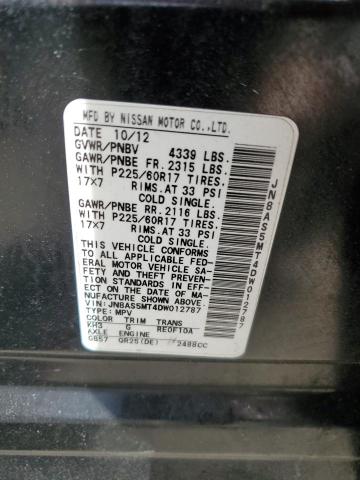 MFD BY NISSAN MOTOR CO.,LTD.
DATE 10/12
GVWR/PNBV 4339 LBS.
GAWR/PNBE FR. 2315 LBS.
WITH P225/60R17 TIRES,
17X7 RIMS.AT 33 PSI
COLD SINGLE.
GAWR/PNBE RR. 2116 LBS.
WITH P225/60R17 TIRES,
17X7 RIMS.AT 33 PSI
COLD SINGLE.
THIS VEHICLE CONFORMS
TO ALL APPLICABLE FED-
ERAL MOTOR VEHICLE SA-
FETY AND THEFT PREVEN-
TION STANDARDS IN EFF-
ECT ON THE DATE OF MA-
NUFACTURE SHOWN ABOVE.
VIN:JN8AS5MT4DW012787
TYPE: MPV
COLOR TRIM TRANS
KH3 G RE0F10A
AXLE ENGINE
GB57 QR25(DE) 2488CC
JN8AS5MT4DW012787